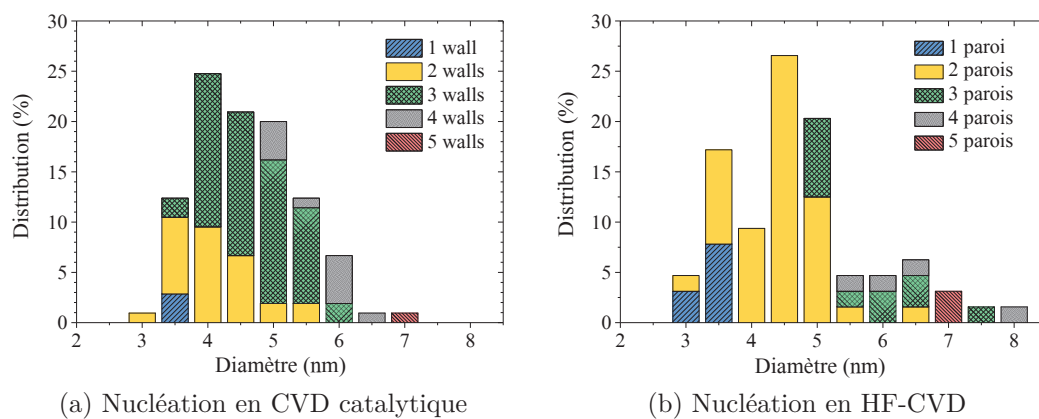 30
25
20
15
10
5
0
Distribution (%)
1 wall
2 walls
3 walls
4 walls
5 walls
2 3 4 5 6 7 8
Diamètre (nm)
(a) Nucléation en CVD catalytique
30
25
20
15
10
5
0
Distribution (%)
1 paroi
2 parois
3 parois
4 parois
5 parois
2 3 4 5 6 7 8
Diamètre (nm)
(b) Nucléation en HF-CVD